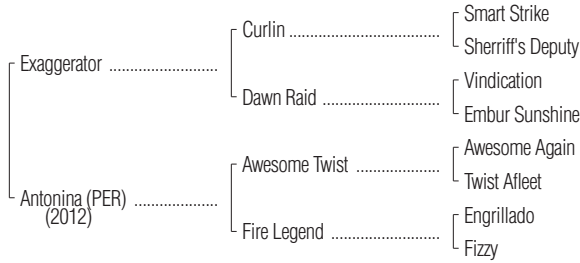 Smart Strike
Curlin
Sherriff's Deputy
Exaggerator
Vindication
Dawn Raid
Embur Sunshine
Awesome Again
Awesome Twist
Twist Afleet
Antonina (PER)
(2012)
Engrillado
Fire Legend
Fizzy